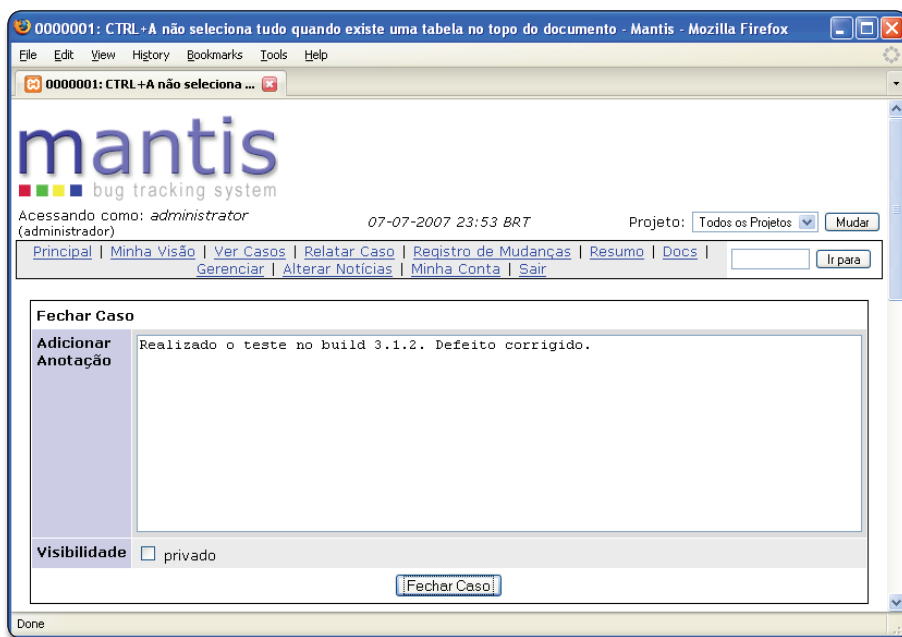 0000001: CTRL+A não seleciona tudo quando existe uma tabela no topo do documento - Mantis - Mozilla Firefox
File Edit View History Bookmarks Tools Help
0000001: CTRL+A não seleciona ...
mantis
bug tracking system
Acessando como: administrator
(administrador)
07-07-2007 23:53 BRT
Projeto: Todos os Projetos Mudar
Principal | Minha Visão | Ver Casos | Relatar Caso | Registro de Mudanças | Resumo | Docs |
Gerenciar | Alterar Notícias | Minha Conta | Sair
Ir para
Fechar Caso
Adicionar
Anotação
Realizado o teste no build 3.1.2. Defeito corrigido.
Visibilidade privado
Fechar Caso
Done